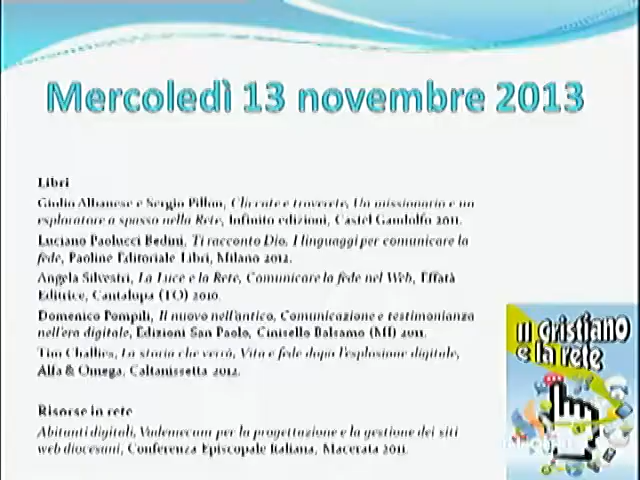 Mercoledì 13 novembre 2013
Libri
Giulio Albanese e Sergio Pillon, Cliccate e troverete, Un missionario e un
esploratore a spasso nella Rete, Infinito edizioni, Castel Gandolfo 2011.
Luciano Paolucci Bedini, Ti racconto Dio, I linguaggi per comunicare la
fede, Paoline Editoriale Libri, Milano 2012.
Angela Silvestri, La Luce e la Rete, Comunicare la fede nel Web, Effatà
Editrice, Cantalupa (TO) 2010.
Domenico Pompili, Il nuovo nell'antico, Comunicazione e testimonianza
nell'era digitale, Edizioni San Paolo, Cinisello Balsamo (MI) 2011.
Tim Challies, La storia che verrà, Vita e fede dopo l'esplosione digitale,
Alfa & Omega, Caltanissetta 2012.
Risorse in rete
Abitanti digitali, Vademecum per la progettazione e la gestione dei siti
web diocesani, Conferenza Episcopale Italiana, Macerata 2011.
Il cristiano
e la rete